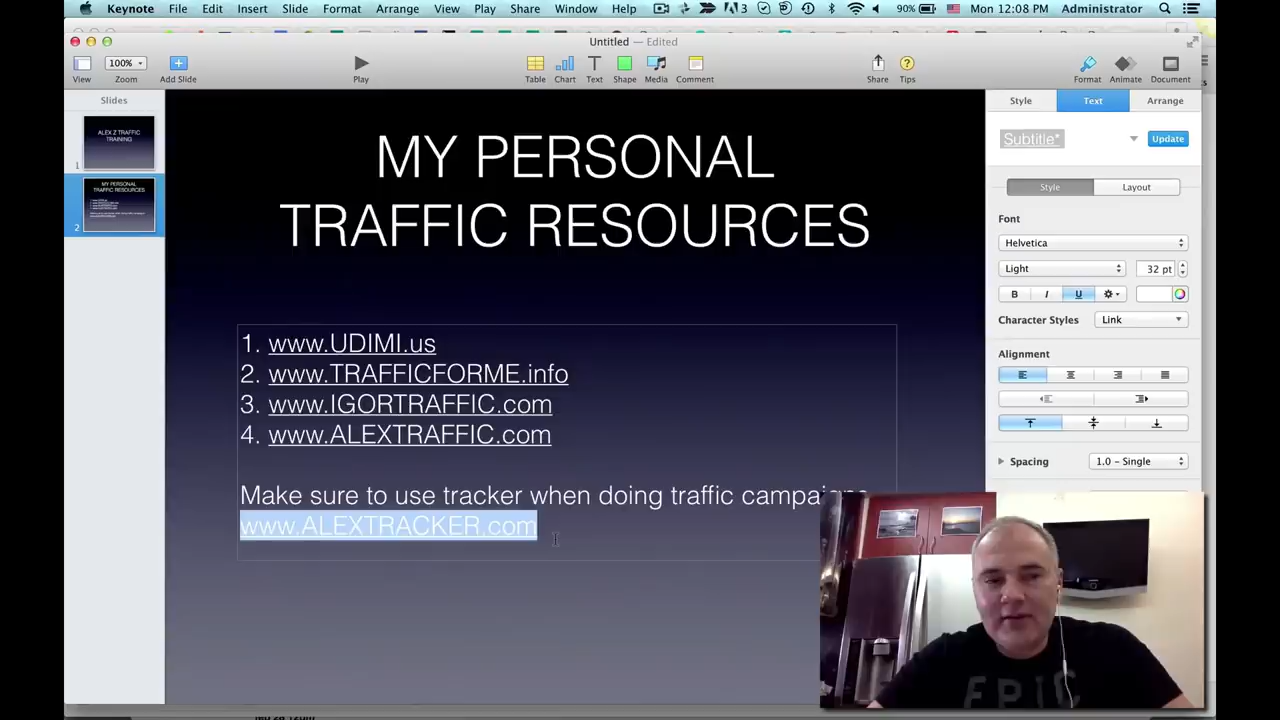 Keynote File Edit Insert Slide Format Arrange View Play Share Window Help 3 90% Mon 12:08 PM Administrator
Untitled — Edited
100%
View Zoom Add Slide Play Table Chart Text Shape Media Comment Share Tips Format Animate Document
Slides
Style Text Arrange
ALEX Z TRAFFIC
TRAINING
1
Subtitle* Update
MY PERSONAL
TRAFFIC RESOURCES
2
MY PERSONAL
TRAFFIC RESOURCES
Style Layout
Font
Helvetica
Light 32 pt
B I U
Character Styles Link
1. www.UDIMI.us
2. www.TRAFFICFORME.info
3. www.IGORTRAFFIC.com
4. www.ALEXTRAFFIC.com
Alignment
Spacing 1.0 – Single
Make sure to use tracker when doing traffic
www.ALEXTRACKER.com
EPIC